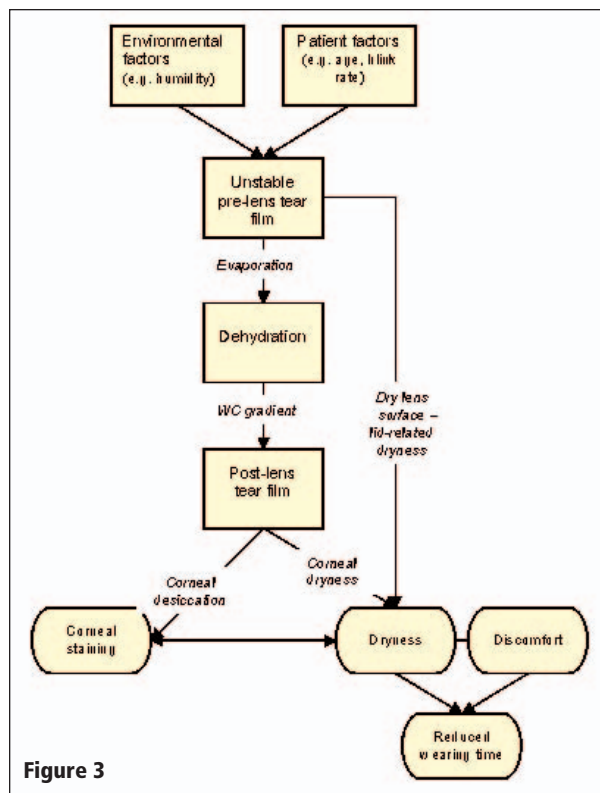 Environmental
factors
(e.g. humidity)
Patient factors
(e.g. age, blink
rate)
Unstable
pre-lens tear
film
Evaporation
Dehydration
WC gradient
Dry lens
surface –
lid-related
dryness
Post-lens
tear film
Corneal
desiccation
Corneal
dryness
Corneal
staining
Dryness
Discomfort
Reduced
wearing time
Figure 3